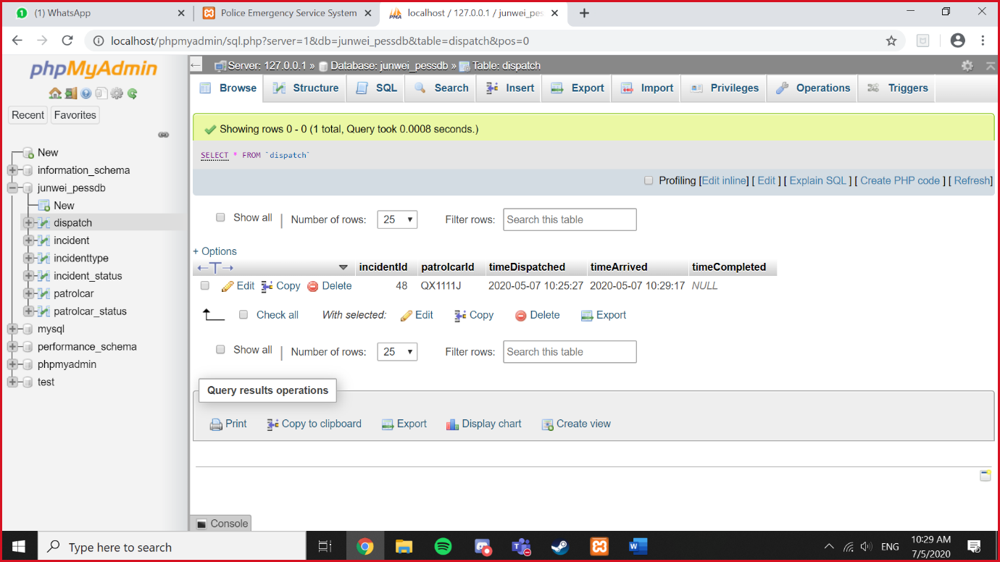 (1) WhatsApp
Police Emergency Service System
localhost / 127.0.0.1 / junwei_pes
localhost/phpmyadmin/sql.php?server=1&db=junwei_pessdb&table=dispatch&pos=0
phpMyAdmin
Recent Favorites
New
information_schema
junwei_pessdb
New
dispatch
incident
incidenttype
incident_status
patrolcar
patrolcar_status
mysql
performance_schema
phpmyadmin
test
Server: 127.0.0.1 » Database: junwei_pessdb » Table: dispatch
Browse Structure SQL Search Insert Export Import Privileges Operations Triggers
Showing rows 0 - 0 (1 total, Query took 0.0008 seconds.)
SELECT * FROM `dispatch`
Profiling [Edit inline] [ Edit ] [ Explain SQL ] [ Create PHP code ] [ Refresh]
Show all | Number of rows: 25 Filter rows: Search this table
+ Options
←T→ incidentId patrolcarId timeDispatched timeArrived timeCompleted
Edit Copy Delete 48 QX1111J 2020-05-07 10:25:27 2020-05-07 10:29:17 NULL
Check all With selected: Edit Copy Delete Export
Show all | Number of rows: 25 Filter rows: Search this table
Query results operations
Print Copy to clipboard Export Display chart Create view
Console
Type here to search
ENG
10:29 AM
7/5/2020